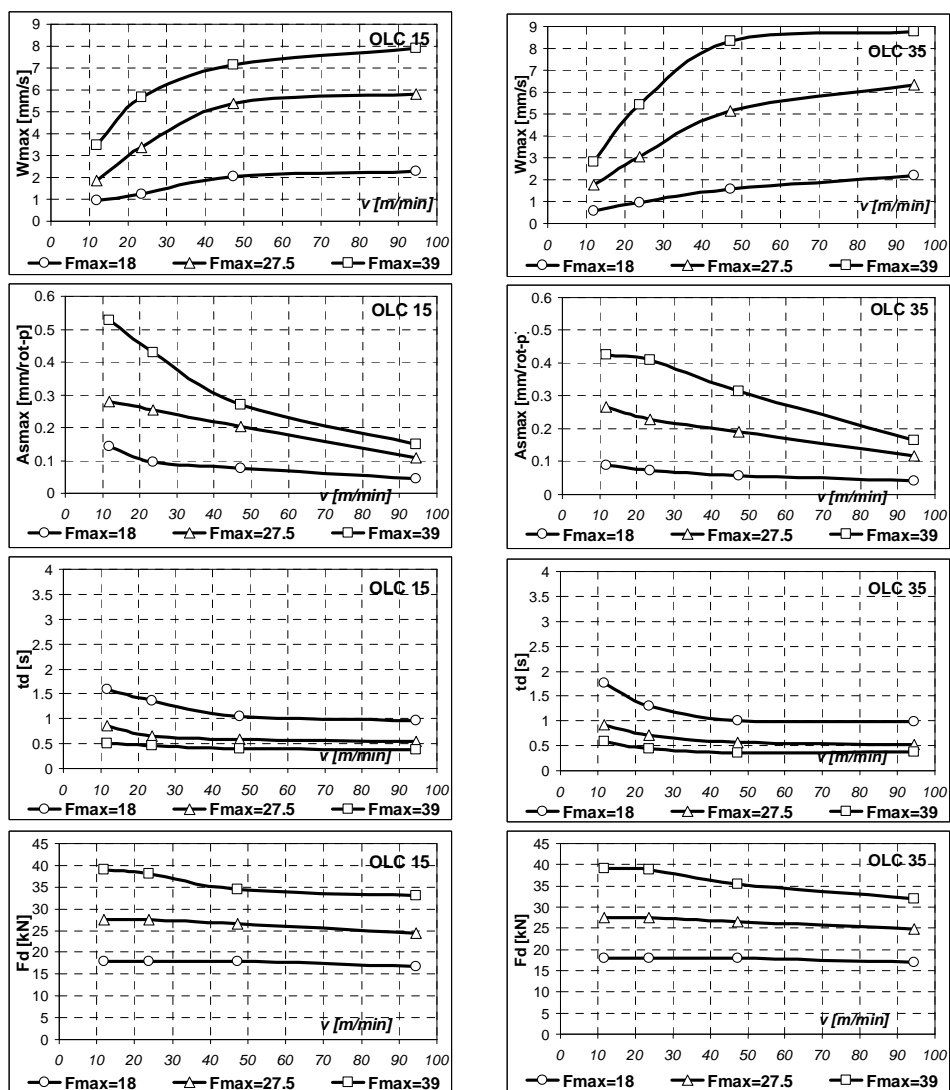 OLC 15
Wmax [mm/s]
9
8
7
6
5
4
3
2
1
0
v [m/min]
0 10 20 30 40 50 60 70 80 90 100
Fmax=18 Fmax=27.5 Fmax=39
OLC 35
Wmax [mm/s]
9
8
7
6
5
4
3
2
1
0
v [m/min]
0 10 20 30 40 50 60 70 80 90 100
Fmax=18 Fmax=27.5 Fmax=39
OLC 15
Asmax [mm/rot-p]
0.6
0.5
0.4
0.3
0.2
0.1
0
v [m/min]
0 10 20 30 40 50 60 70 80 90 100
Fmax=18 Fmax=27.5 Fmax=39
OLC 35
Asmax [mm/rot-p
0.6
0.5
0.4
0.3
0.2
0.1
0
v [m/min]
0 10 20 30 40 50 60 70 80 90 100
Fmax=18 Fmax=27.5 Fmax=39
OLC 15
td [s]
4
3.5
3
2.5
2
1.5
1
0.5
0
v [m/min]
0 10 20 30 40 50 60 70 80 90 100
Fmax=18 Fmax=27.5 Fmax=39
OLC 35
td [s]
4
3.5
3
2.5
2
1.5
1
0.5
0
v [m/min]
0 10 20 30 40 50 60 70 80 90 100
Fmax=18 Fmax=27.5 Fmax=39
OLC 15
Fd [kN]
45
40
35
30
25
20
15
10
5
0
v [m/min]
0 10 20 30 40 50 60 70 80 90 100
Fmax=18 Fmax=27.5 Fmax=39
OLC 35
Fd [kN]
45
40
35
30
25
20
15
10
5
0
v [m/min]
0 10 20 30 40 50 60 70 80 90 100
Fmax=18 Fmax=27.5 Fmax=39